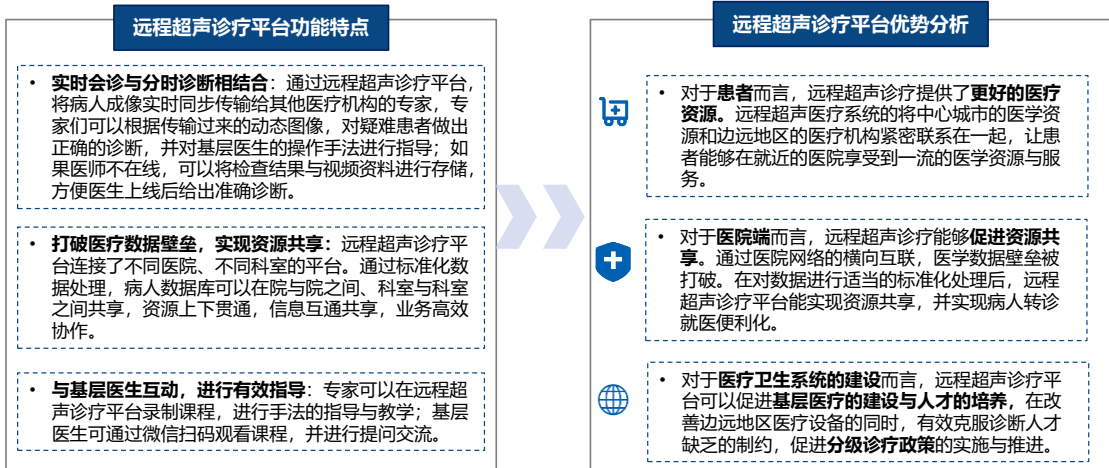 远程超声诊疗平台功能特点
• 实时会诊与分时诊断相结合：通过远程超声诊疗平台，
将病人成像实时同步传输给其他医疗机构的专家，专
家们可以根据传输过来的动态图像，对疑难患者做出
正确的诊断，并对基层医生的操作手法进行指导；如
果医师不在线，可以将检查结果与视频资料进行存储，
方便医生上线后给出准确诊断。
• 打破医疗数据壁垒，实现资源共享：远程超声诊疗平
台连接了不同医院、不同科室的平台。通过标准化数
据处理，病人数据库可以在院与院之间、科室与科室
之间共享，资源上下贯通，信息互通共享，业务高效
协作。
• 与基层医生互动，进行有效指导：专家可以在远程超
声诊疗平台录制课程，进行手法的指导与教学；基层
医生可通过微信扫码观看课程，并进行提问交流。
远程超声诊疗平台优势分析
• 对于患者而言，远程超声诊疗提供了更好的医疗
资源。远程超声医疗系统的将中心城市的医学资
源和边远地区的医疗机构紧密联系在一起，让患
者能够在就近的医院享受到一流的医学资源与服
务。
• 对于医院端而言，远程超声诊疗能够促进资源共
享。通过医院网络的横向互联，医学数据壁垒被
打破。在对数据进行适当的标准化处理后，远程
超声诊疗平台能实现资源共享，并实现病人转诊
就医便利化。
• 对于医疗卫生系统的建设而言，远程超声诊疗平
台可以促进基层医疗的建设与人才的培养，在改
善边远地区医疗设备的同时，有效克服诊断人才
缺乏的制约，促进分级诊疗政策的实施与推进。